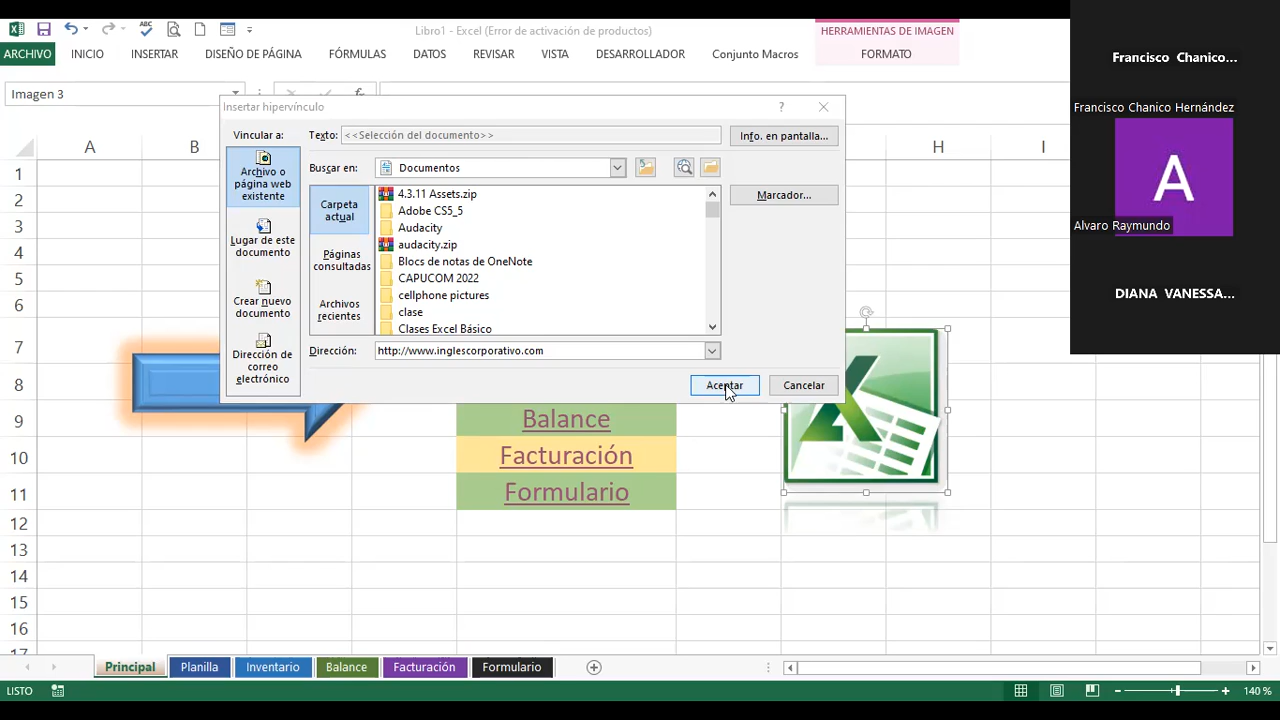 Libro1 - Excel (Error de activación de productos)
HERRAMIENTAS DE IMAGEN
ARCHIVO INICIO INSERTAR DISEÑO DE PÁGINA FÓRMULAS DATOS REVISAR VISTA DESARROLLADOR Conjunto Macros FORMATO
Imagen 3
Insertar hipervínculo
Vincular a:
Texto: <<Selección del documento>>
Info. en pantalla...
Archivo o
página web
existente
Lugar de este
documento
Crear nuevo
documento
Dirección de
correo
electrónico
Buscar en: Documentos
Carpeta
actual
Páginas
consultadas
Archivos
recientes
4.3.11 Assets.zip
Adobe CS5_5
Audacity
audacity.zip
Blocs de notas de OneNote
CAPUCOM 2022
cellphone pictures
clase
Clases Excel Básico
Marcador...
Dirección: http://www.inglescorporativo.com
Aceptar Cancelar
A B H I
1
2
3
4
5
6
7
8
9
10
11
12
13
14
15
16
17
Balance
Facturación
Formulario
Francisco Chanico...
Francisco Chanico Hernández
A
Alvaro Raymundo
DIANA VANESSA...
Principal Planilla Inventario Balance Facturación Formulario
LISTO
140 %